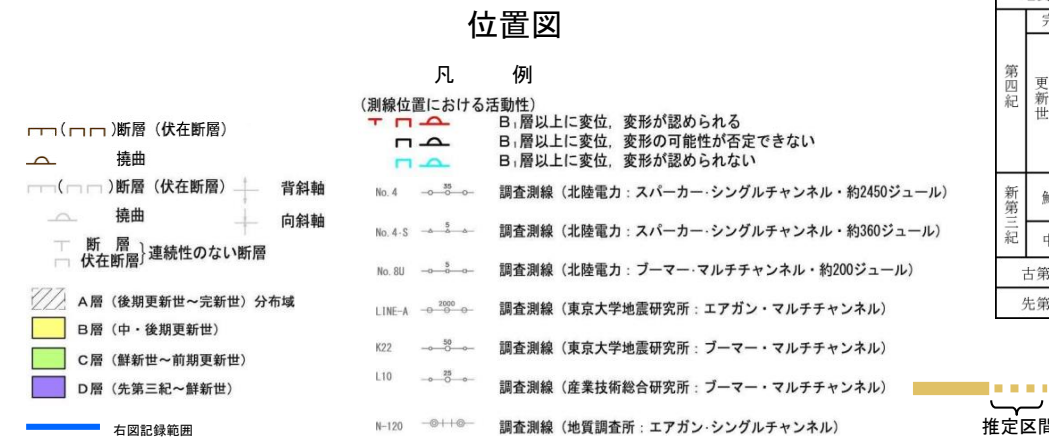 位置図
凡 例
(測線位置における活動性)
B₁層以上に変位, 変形が認められる
B₁層以上に変位, 変形の可能性が否定できない
B₁層以上に変位, 変形が認められない
( )断層 (伏在断層)
撓曲
( )断層 (伏在断層) 背斜軸
撓曲 向斜軸
断 層
伏在断層}連続性のない断層
A層 (後期更新世~完新世) 分布域
B層 (中・後期更新世)
C層 (鮮新世~前期更新世)
D層 (先第三紀~鮮新世)
右図記録範囲
No. 4 35 調査測線 (北陸電力:スパーカー・シングルチャンネル・約2450ジュール)
No. 4-S 5 調査測線 (北陸電力:スパーカー・シングルチャンネル・約360ジュール)
No. 8U 5 調査測線 (北陸電力:ブーマー・マルチチャンネル・約200ジュール)
LINE-A 2000 調査測線 (東京大学地震研究所:エアガン・マルチチャンネル)
K22 50 調査測線 (東京大学地震研究所:ブーマー・マルチチャンネル)
L10 25 調査測線 (産業技術総合研究所:ブーマー・マルチチャンネル)
N-120 調査測線 (地質調査所:エアガン・シングルチャンネル)
第四紀
更新世
新第三紀
中
古第
先第
推定区間